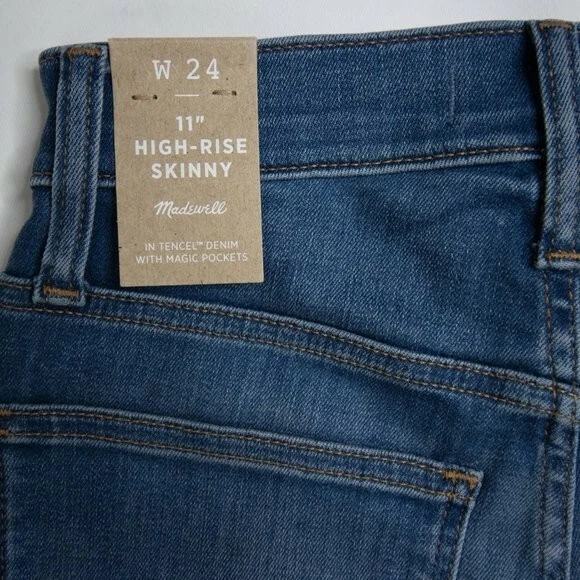 W 24
11"
HIGH-RISE
SKINNY
Madewell
IN TENCEL™ DENIM
WITH MAGIC POCKETS